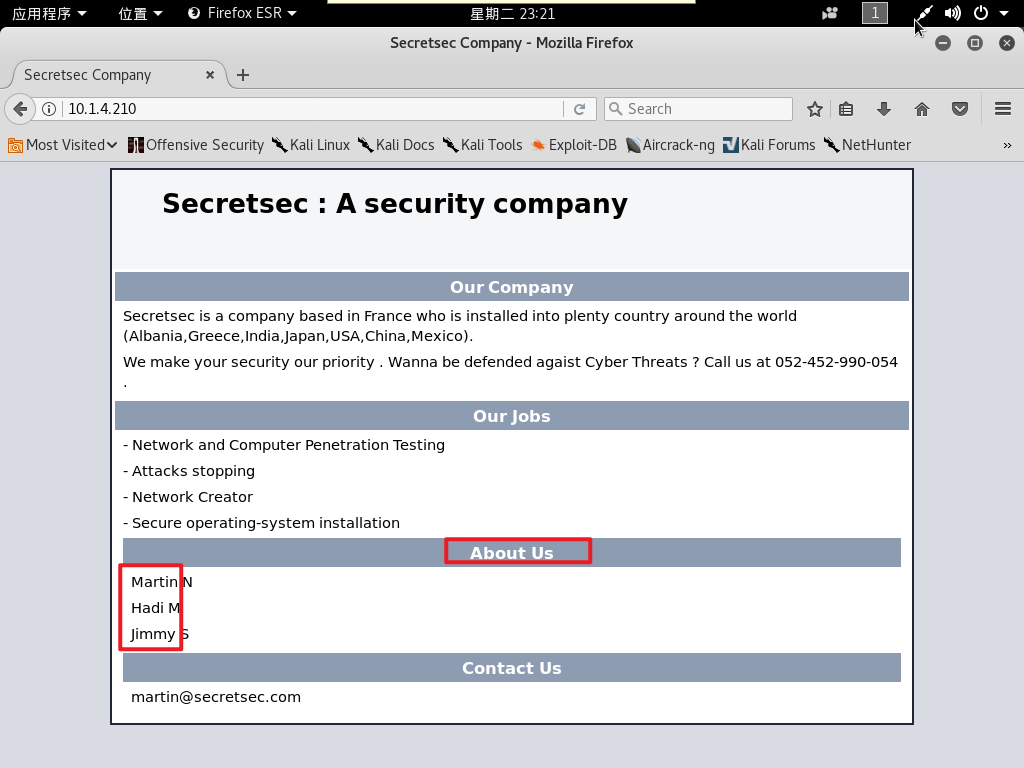 应用程序 位置 Firefox ESR 星期二 23:21 1
Secretsec Company - Mozilla Firefox
Secretsec Company
10.1.4.210 Search
Most Visited Offensive Security Kali Linux Kali Docs Kali Tools Exploit-DB Aircrack-ng Kali Forums NetHunter »
Secretsec : A security company
Our Company
Secretsec is a company based in France who is installed into plenty country around the world
(Albania,Greece,India,Japan,USA,China,Mexico).
We make your security our priority . Wanna be defended agaist Cyber Threats ? Call us at 052-452-990-054
.
Our Jobs
- Network and Computer Penetration Testing
- Attacks stopping
- Network Creator
- Secure operating-system installation
About Us
Martin N
Hadi M
Jimmy S
Contact Us
martin@secretsec.com